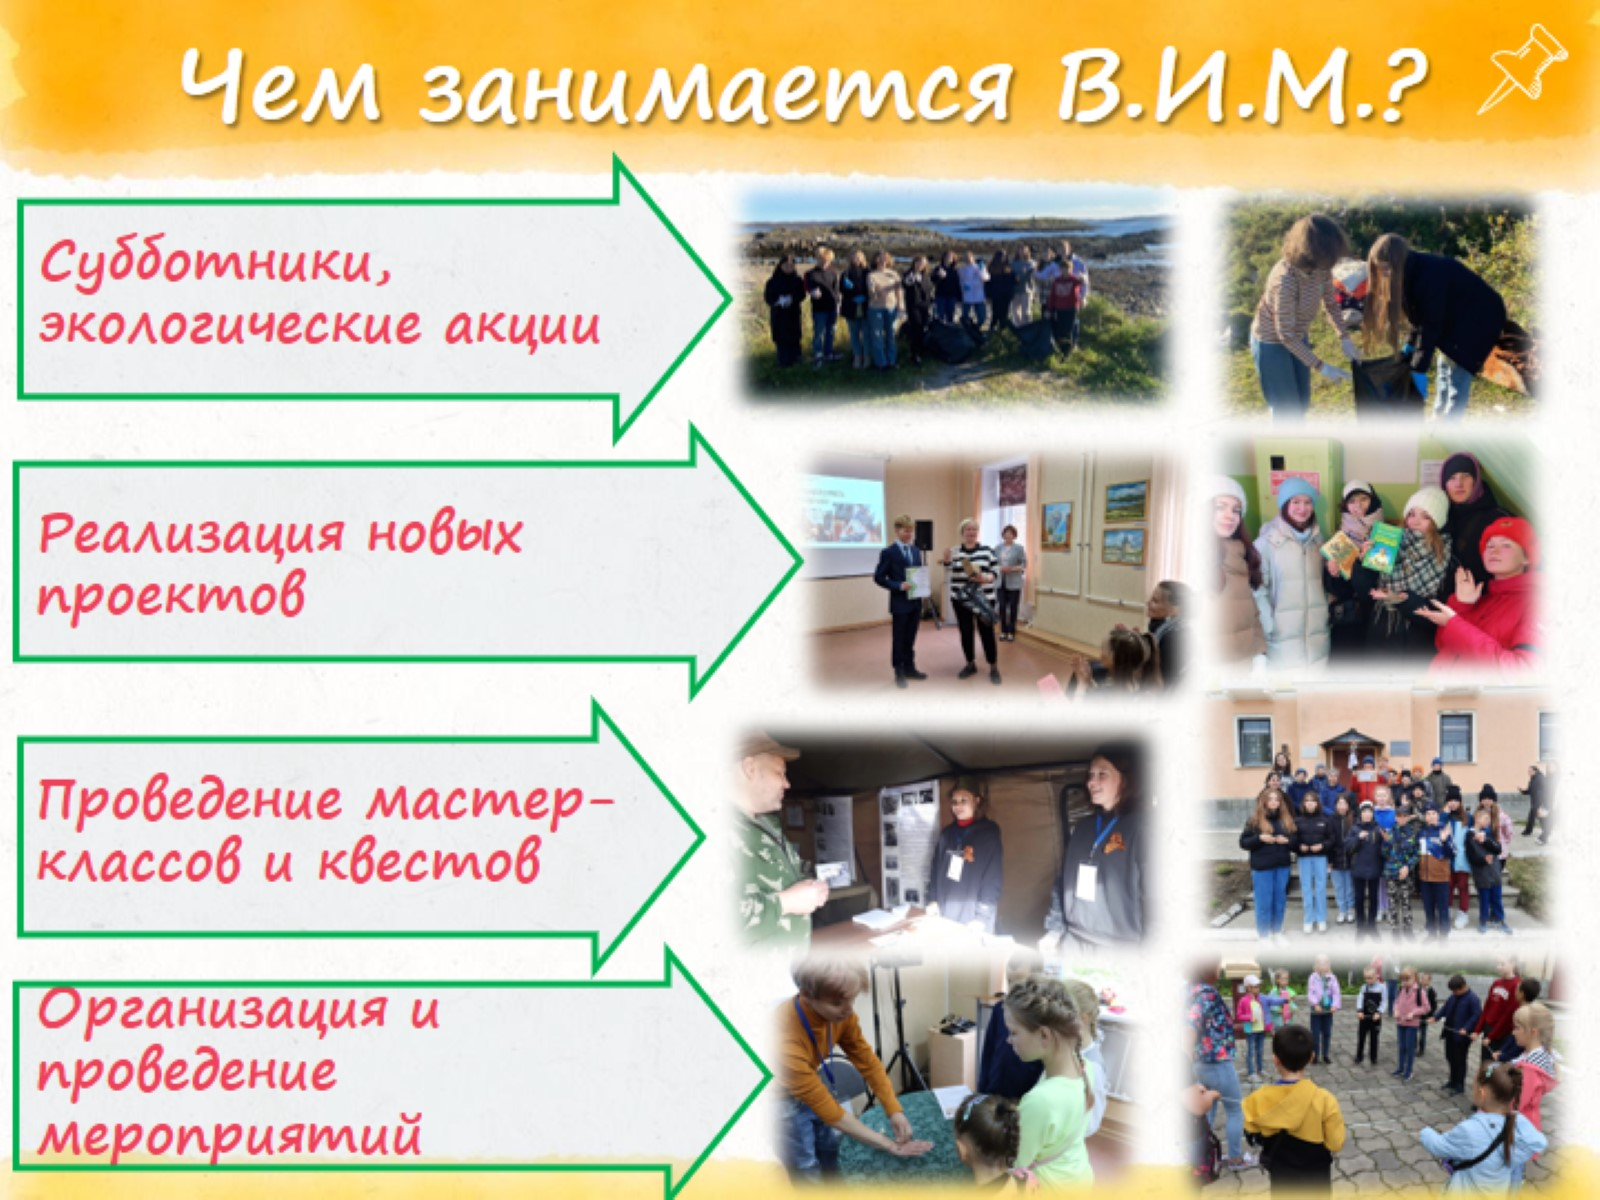 Чем занимается В.И.М.?
Субботники,
экологические акции
Реализация новых
проектов
Проведение мастер-
классов и квестов
Организация и
проведение
мероприятий